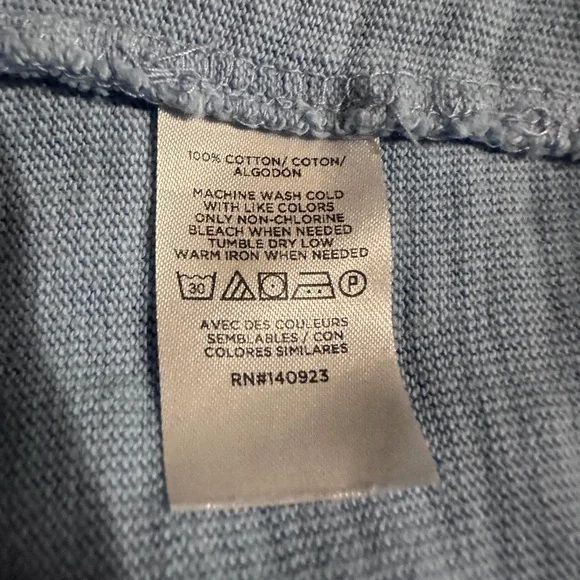 100% COTTON/ COTON/
ALGODÓN
MACHINE WASH COLD
WITH LIKE COLORS
ONLY NON-CHLORINE
BLEACH WHEN NEEDED
TUMBLE DRY LOW
WARM IRON WHEN NEEDED
30 P
AVEC DES COULEURS
SEMBLABLES / CON
COLORES SIMILARES
RN#140923